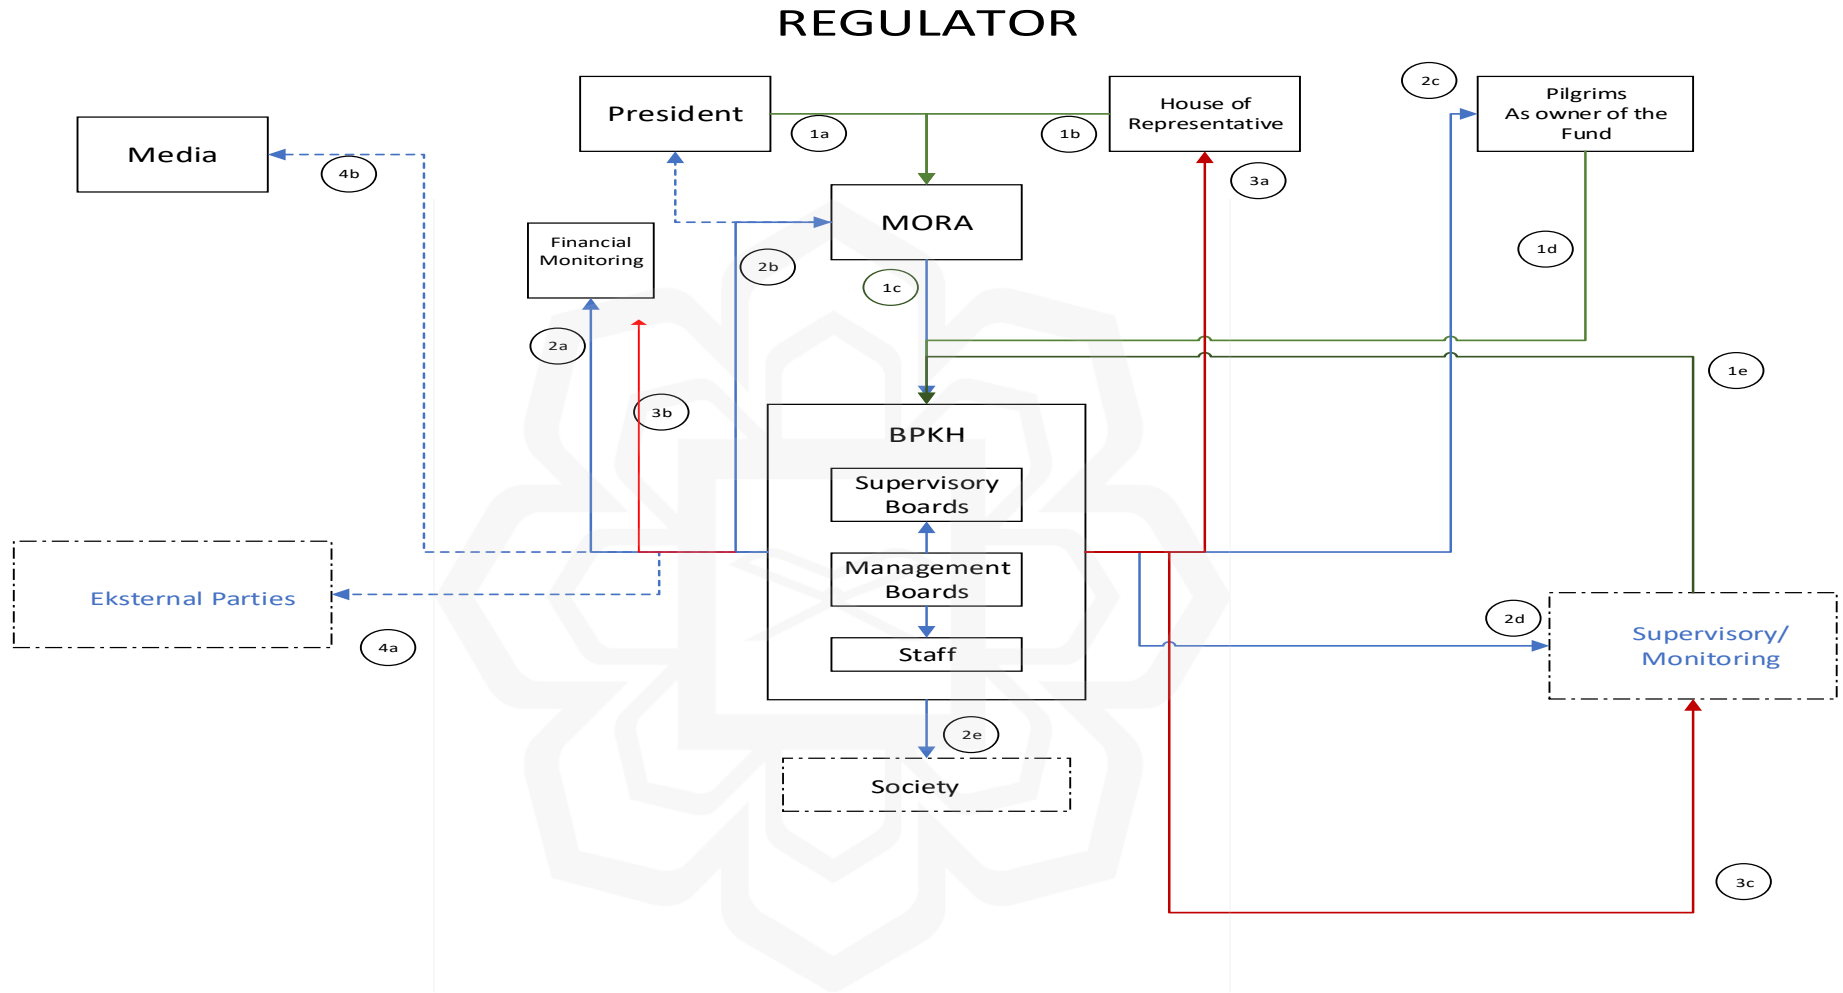 REGULATOR
President
House of
Representative
2c
Pilgrims
As owner of the
Fund
Media
1a
1b
4b
3a
MORA
Financial
Monitoring
2b
1c
1d
2a
1e
3b
BPKH
Supervisory
Boards
Management
Boards
Staff
Eksternal Parties
4a
2d
Supervisory/
Monitoring
2e
Society
3c